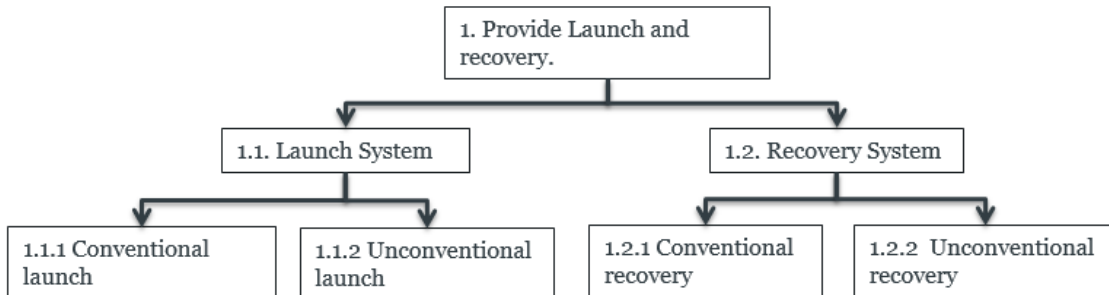 1. Provide Launch and
recovery.
1.1. Launch System
1.2. Recovery System
1.1.1 Conventional
launch
1.1.2 Unconventional
launch
1.2.1 Conventional
recovery
1.2.2  Unconventional
recovery